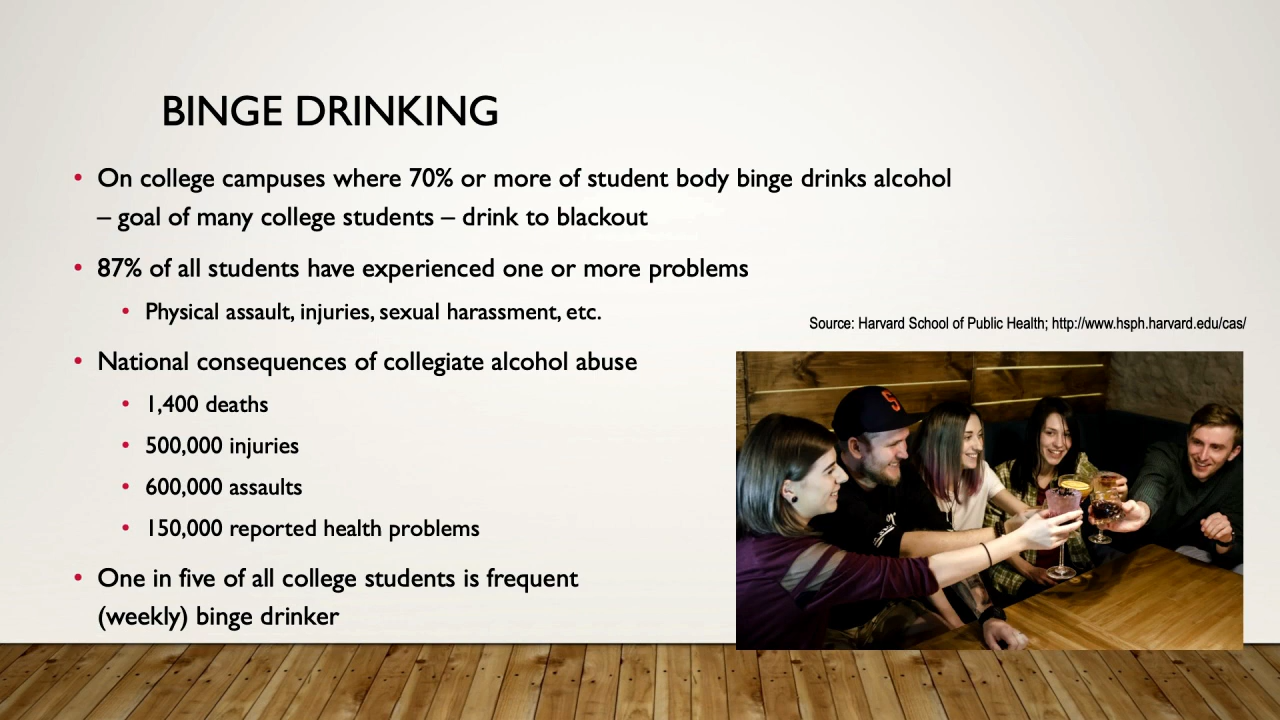 BINGE DRINKING
• On college campuses where 70% or more of student body binge drinks alcohol
– goal of many college students – drink to blackout
• 87% of all students have experienced one or more problems
• Physical assault, injuries, sexual harassment, etc.
Source: Harvard School of Public Health; http://www.hsph.harvard.edu/cas/
• National consequences of collegiate alcohol abuse
• 1,400 deaths
• 500,000 injuries
• 600,000 assaults
• 150,000 reported health problems
• One in five of all college students is frequent
(weekly) binge drinker